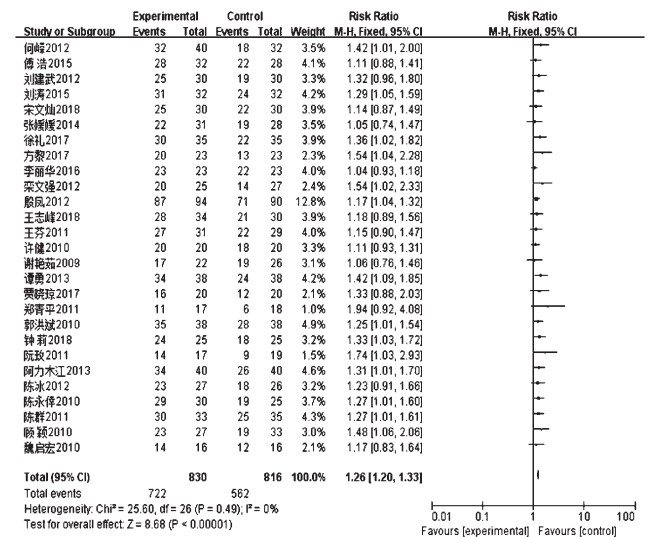 Experimental Control Risk Ratio Risk Ratio
Study or Subgroup Events Total Events Total Weight M-H, Fixed, 95% CI M-H, Fixed, 95% CI
何峰2012 32 40 18 32 3.5% 1.42 [1.01, 2.00]
傅浩2015 28 32 22 28 4.1% 1.11 [0.88, 1.41]
刘建武2012 25 30 19 30 3.3% 1.32 [0.96, 1.80]
刘涛2015 31 32 24 32 4.2% 1.29 [1.05, 1.59]
宋文灿2018 25 30 22 30 3.9% 1.14 [0.87, 1.49]
张媛媛2014 22 31 19 28 3.5% 1.05 [0.74, 1.47]
徐礼2017 30 35 22 35 3.9% 1.36 [1.02, 1.82]
方黎2017 20 23 13 23 2.3% 1.54 [1.04, 2.28]
李丽华2016 23 23 22 23 4.0% 1.04 [0.93, 1.18]
栾文强2012 20 25 14 27 2.4% 1.54 [1.02, 2.33]
殷凤2012 87 94 71 90 12.8% 1.17 [1.04, 1.32]
王志峰2018 28 34 21 30 3.9% 1.18 [0.89, 1.56]
王芬2011 27 31 22 29 4.0% 1.15 [0.90, 1.47]
许健2010 20 20 18 20 3.3% 1.11 [0.93, 1.31]
谢艳茹2009 17 22 19 26 3.1% 1.06 [0.76, 1.46]
谭勇2013 34 38 24 38 4.2% 1.42 [1.09, 1.85]
贾晓琼2017 16 20 12 20 2.1% 1.33 [0.88, 2.03]
郑青平2011 11 17 6 18 1.0% 1.94 [0.92, 4.08]
郭洪斌2010 35 38 28 38 4.9% 1.25 [1.01, 1.54]
钟莉2018 24 25 18 25 3.2% 1.33 [1.03, 1.72]
阮玫2011 14 17 9 19 1.5% 1.74 [1.03, 2.93]
阿力木江2013 34 40 26 40 4.6% 1.31 [1.01, 1.70]
陈冰2012 23 27 18 26 3.2% 1.23 [0.91, 1.66]
陈永倖2010 29 30 19 25 3.6% 1.27 [1.01, 1.60]
陈群2011 30 33 25 35 4.3% 1.27 [1.01, 1.61]
顾颖2010 23 27 19 33 3.0% 1.48 [1.06, 2.06]
魏启宏2010 14 16 12 16 2.1% 1.17 [0.83, 1.64]
Total (95% CI) 830 816 100.0% 1.26 [1.20, 1.33]
Total events 722 562
Heterogeneity: Chi² = 25.60, df = 26 (P = 0.49); I² = 0%
Test for overall effect: Z = 8.68 (P < 0.00001)
0.01 0.1 1 10 100
Favours [experimental] Favours [control]